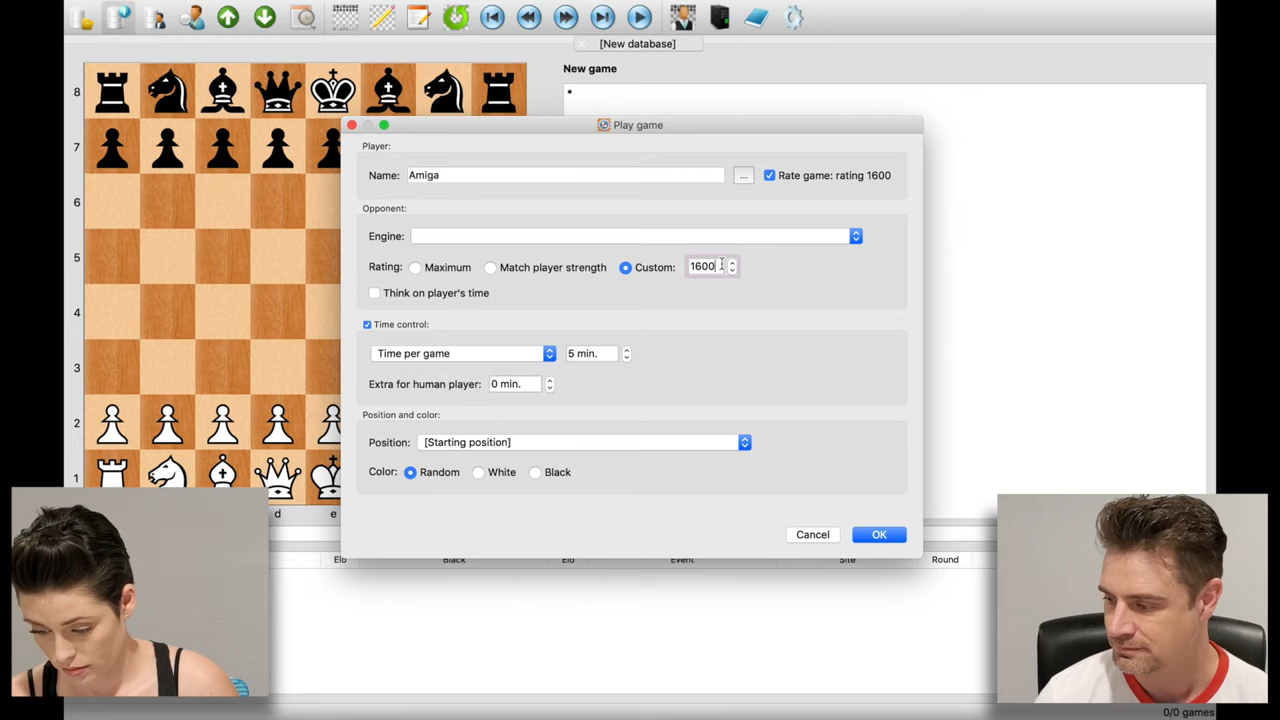 [New database]
New game
*
8
7
6
5
4
3
2
1
d
e
Play game
Player:
Name:
Amiga
...
Rate game: rating 1600
Opponent:
Engine:
Rating:
Maximum
Match player strength
Custom:
1600
Think on player's time
Time control:
Time per game
5 min.
Extra for human player:
0 min.
Position and color:
Position:
[Starting position]
Color:
Random
White
Black
Cancel
OK
Elo
Black
Elo
Event
Site
Round
0/0 games